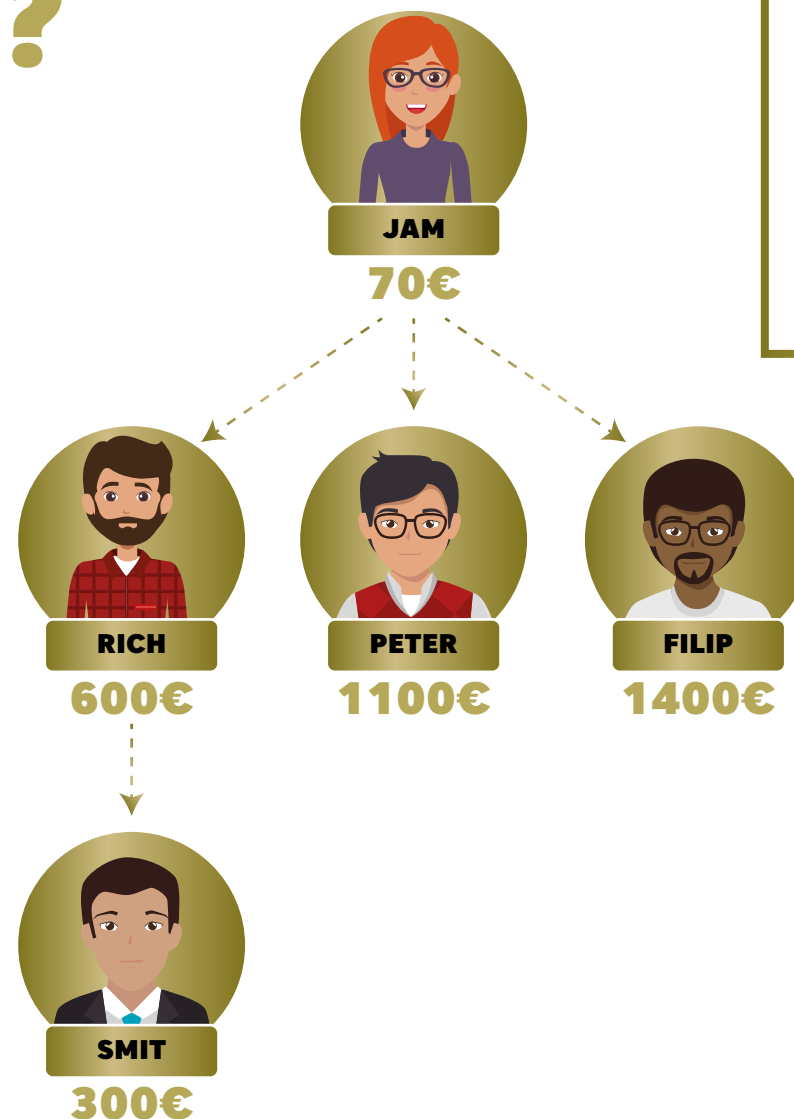 ?
JAM
70€
RICH
PETER
FILIP
600€
1100€
1400€
SMIT
300€